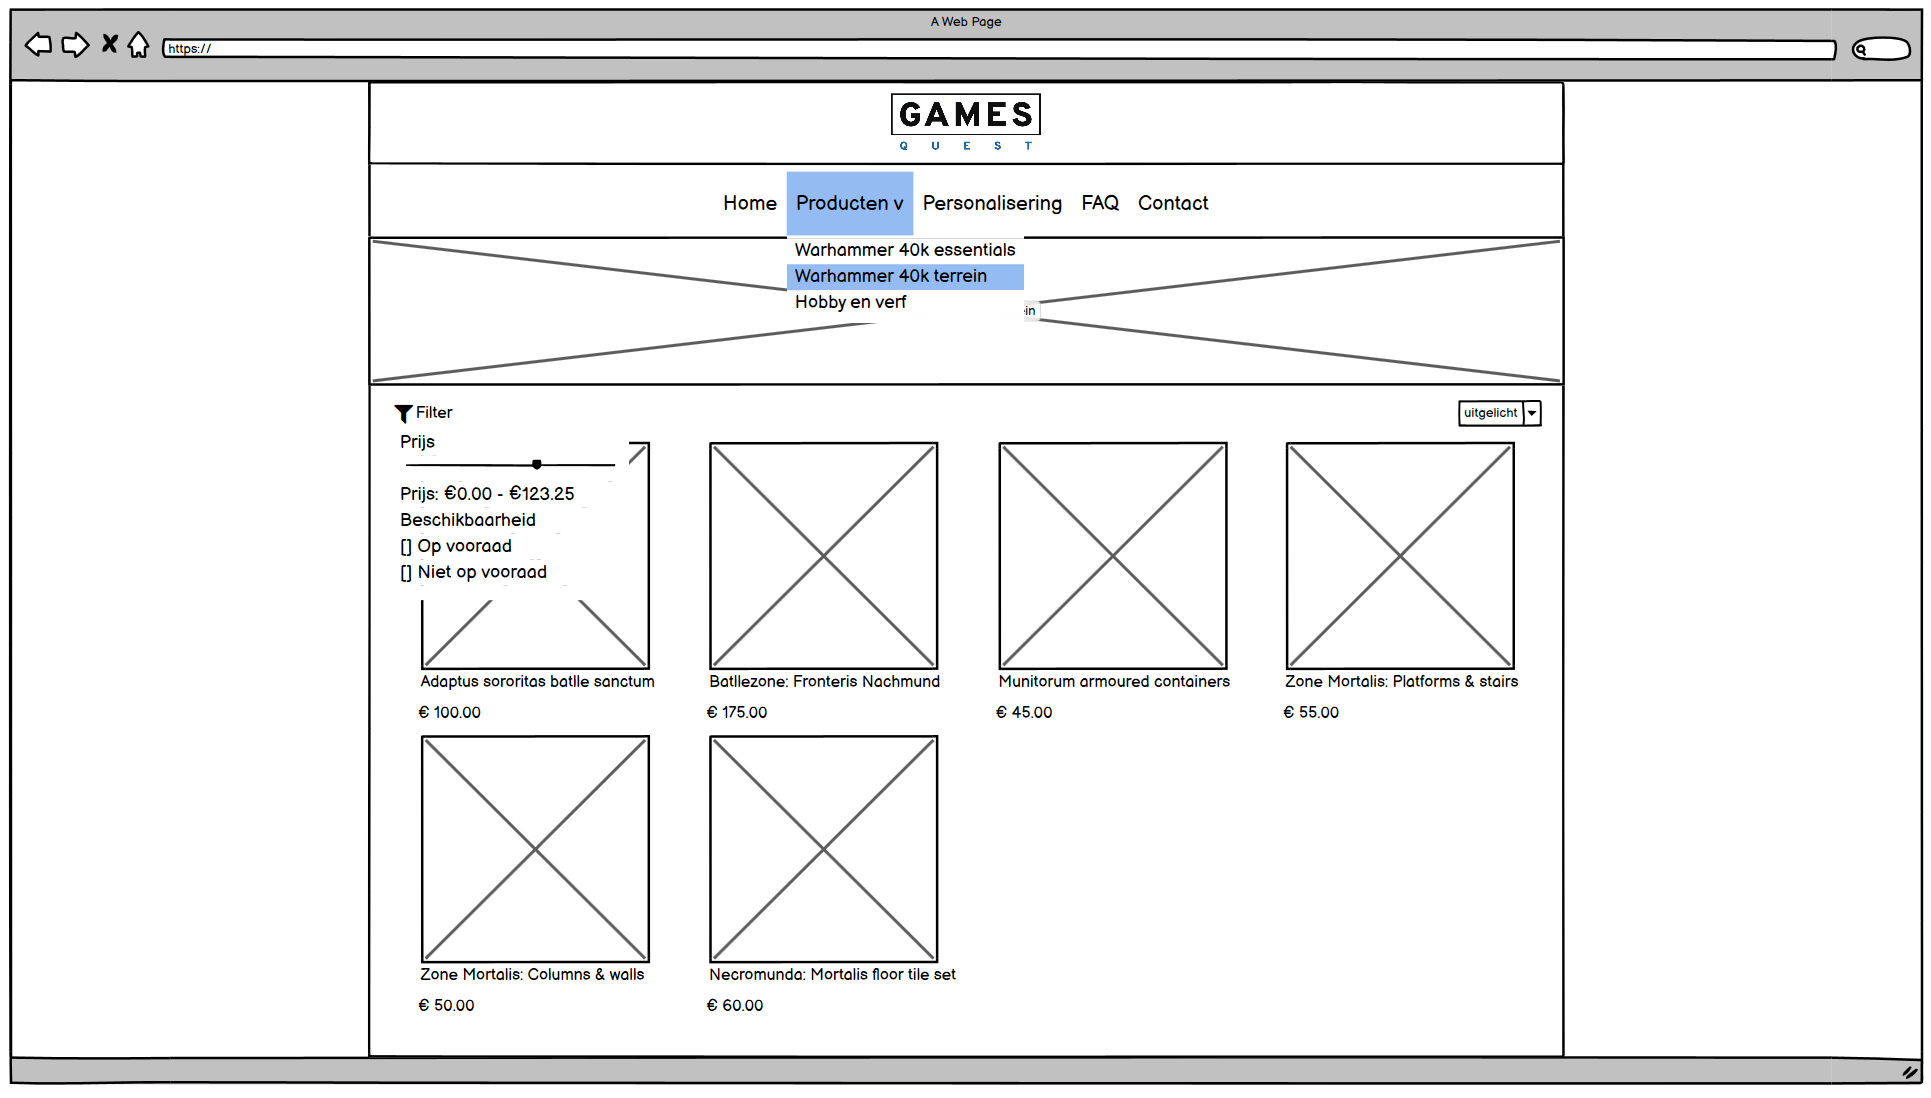 A Web Page
https://
GAMES
QUEST
Home Producten v Personalisering FAQ Contact
Warhammer 40k essentials
Warhammer 40k terrein
Hobby en verf
in
Filter
uitgelicht
Prijs
Prijs: €0.00 - €123.25
Beschikbaarheid
[] Op vooraad
[] Niet op vooraad
Adaptus sororitas batlle sanctum
€ 100.00
Batllezone: Fronteris Nachmund
€ 175.00
Munitorum armoured containers
€ 45.00
Zone Mortalis: Platforms & stairs
€ 55.00
Zone Mortalis: Columns & walls
€ 50.00
Necromunda: Mortalis floor tile set
€ 60.00